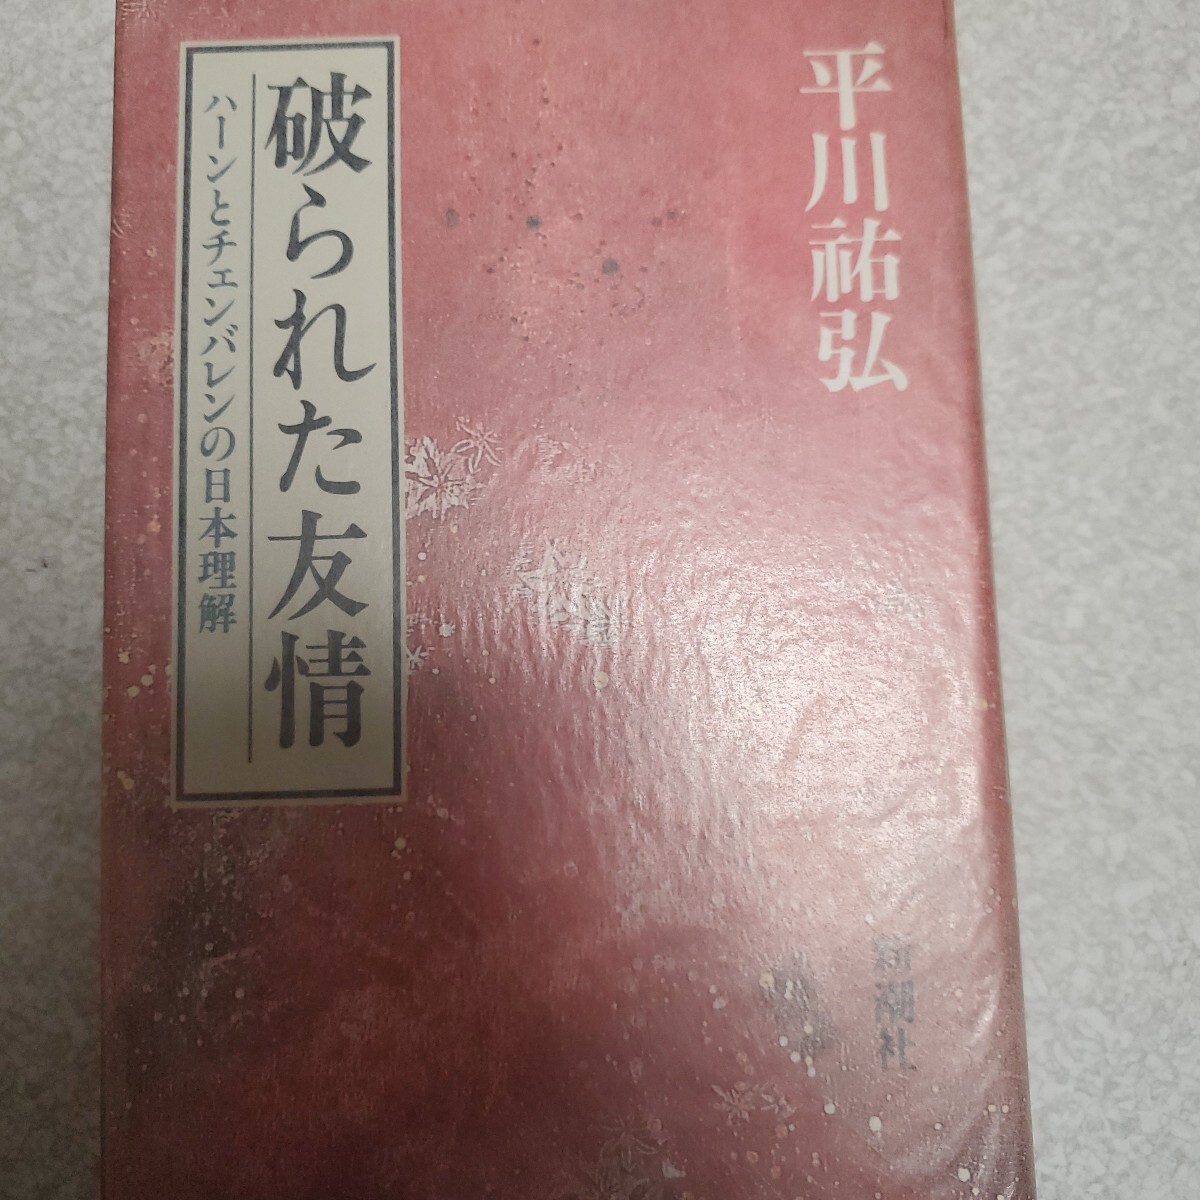 平川祐弘
破られた友情
ハーンとチェンバレンの日本理解
新潮社